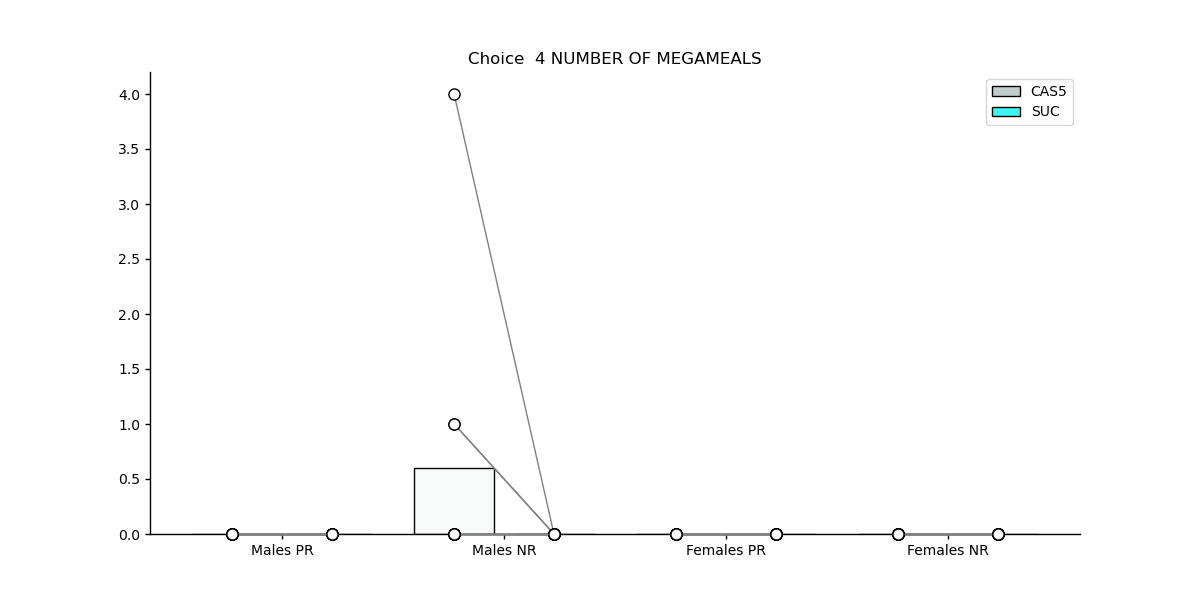 Choice  4 NUMBER OF MEGAMEALS
CAS5
SUC
4.0
3.5
3.0
2.5
2.0
1.5
1.0
0.5
0.0
Males PR
Males NR
Females PR
Females NR